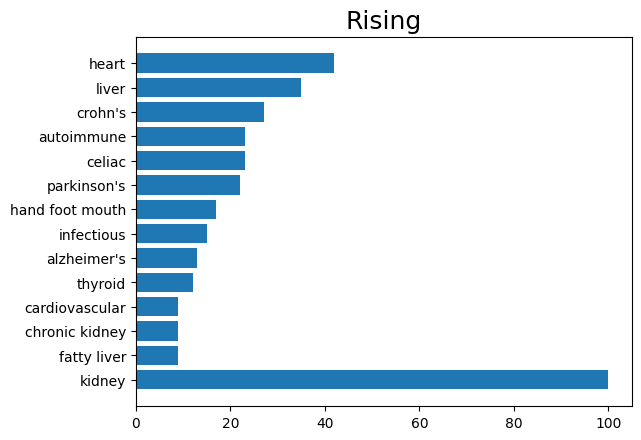 Rising
heart
liver
crohn's
autoimmune
celiac
parkinson's
hand foot mouth
infectious
alzheimer's
thyroid
cardiovascular
chronic kidney
fatty liver
kidney
0 20 40 60 80 100